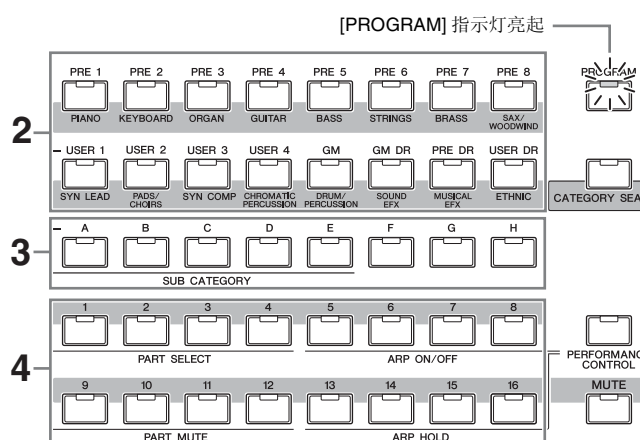 [PROGRAM] 指示灯亮起
PRE 1 PRE 2 PRE 3 PRE 4 PRE 5 PRE 6 PRE 7 PRE 8 PROGRAM
PIANO KEYBOARD ORGAN GUITAR BASS STRINGS BRASS SAX/
WOODWIND
2
USER 1 USER 2 USER 3 USER 4 GM GM DR PRE DR USER DR
SYN LEAD PADS/
CHOIRS SYN COMP CHROMATIC
PERCUSSION DRUM/
PERCUSSION SOUND
EFX MUSICAL
EFX ETHNIC CATEGORY SEA
3
A B C D E F G H
SUB CATEGORY
4
1 2 3 4 5 6 7 8
PART SELECT ARP ON/OFF PERFORMANC
CONTROL
9 10 11 12 13 14 15 16 MUTE
PART MUTE ARP HOLD